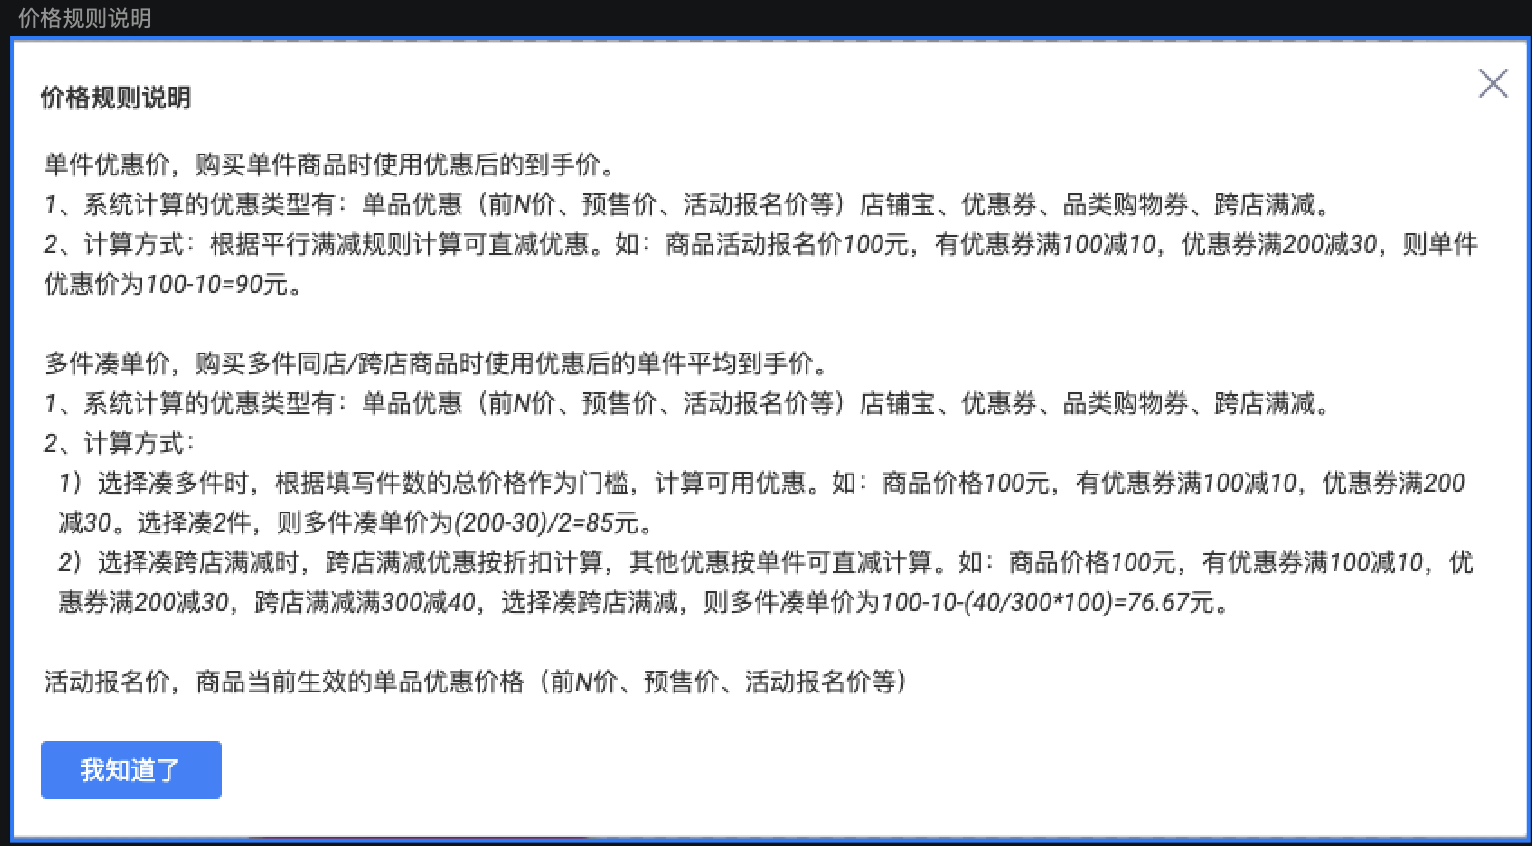 价格规则说明
价格规则说明
单件优惠价，购买单件商品时使用优惠后的到手价。
1、系统计算的优惠类型有：单品优惠（前N价、预售价、活动报名价等）店铺宝、优惠券、品类购物券、跨店满减。
2、计算方式：根据平行满减规则计算可直减优惠。如：商品活动报名价100元，有优惠券满100减10，优惠券满200减30，则单件
优惠价为100-10=90元。
多件凑单价，购买多件同店/跨店商品时使用优惠后的单件平均到手价。
1、系统计算的优惠类型有：单品优惠（前N价、预售价、活动报名价等）店铺宝、优惠券、品类购物券、跨店满减。
2、计算方式：
1）选择凑多件时，根据填写件数的总价格作为门槛，计算可用优惠。如：商品价格100元，有优惠券满100减10，优惠券满200
减30。选择凑2件，则多件凑单价为(200-30)/2=85元。
2）选择凑跨店满减时，跨店满减优惠按折扣计算，其他优惠按单件可直减计算。如：商品价格100元，有优惠券满100减10，优
惠券满200减30，跨店满减满300减40，选择凑跨店满减，则多件凑单价为100-10-(40/300*100)=76.67元。
活动报名价，商品当前生效的单品优惠价格（前N价、预售价、活动报名价等）
我知道了